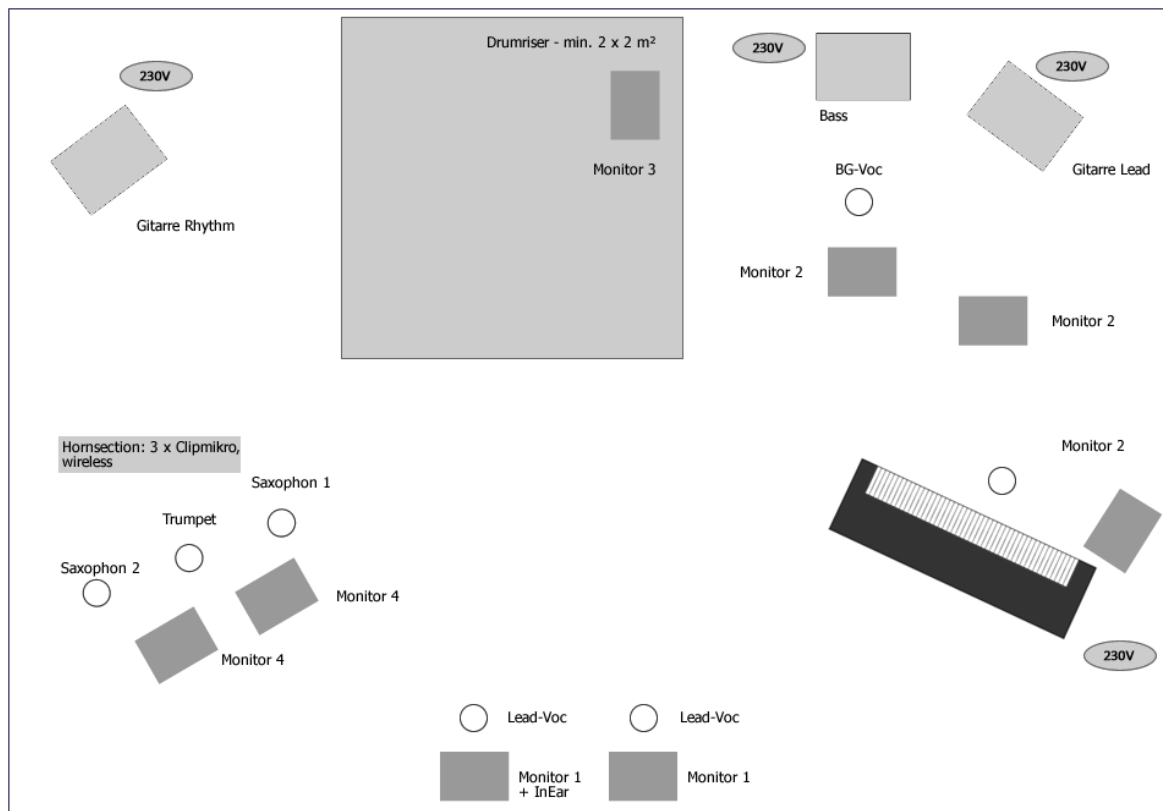 Drumriser - min. 2 x 2 m²
230V
230V
230V
Bass
Monitor 3
BG-Voc
Gitarre Lead
Gitarre Rhythm
Monitor 2
Monitor 2
Hornsection: 3 x Clipmikro,
wireless
Monitor 2
Saxophon 1
Trumpet
Saxophon 2
Monitor 4
Monitor 4
230V
Lead-Voc
Lead-Voc
Monitor 1
+ InEar
Monitor 1